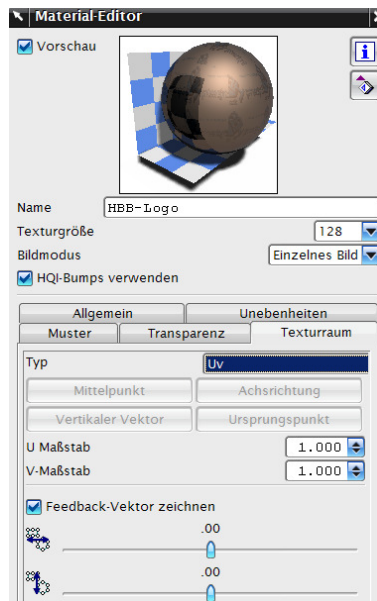 Material-Editor
Vorschau
Name HBB-Logo
Texturgröße 128
Bildmodus Einzelnes Bild
HQI-Bumps verwenden
Allgemein Unebenheiten
Muster Transparenz Texturraum
Typ Uv
Mittelpunkt Achsrichtung
Vertikaler Vektor Ursprungspunkt
U Maßstab 1.000
V-Maßstab 1.000
Feedback-Vektor zeichnen
.00
.00